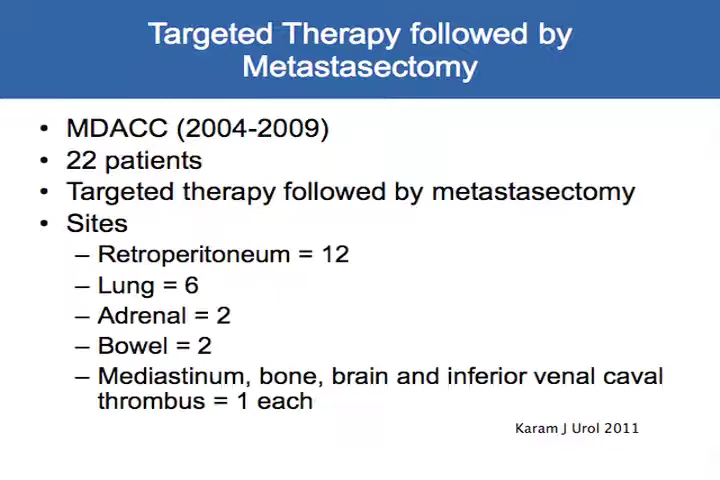 Targeted Therapy followed by
Metastasectomy
• MDACC (2004-2009)
• 22 patients
• Targeted therapy followed by metastasectomy
• Sites
– Retroperitoneum = 12
– Lung = 6
– Adrenal = 2
– Bowel = 2
– Mediastinum, bone, brain and inferior venal caval
thrombus = 1 each
Karam J Urol 2011